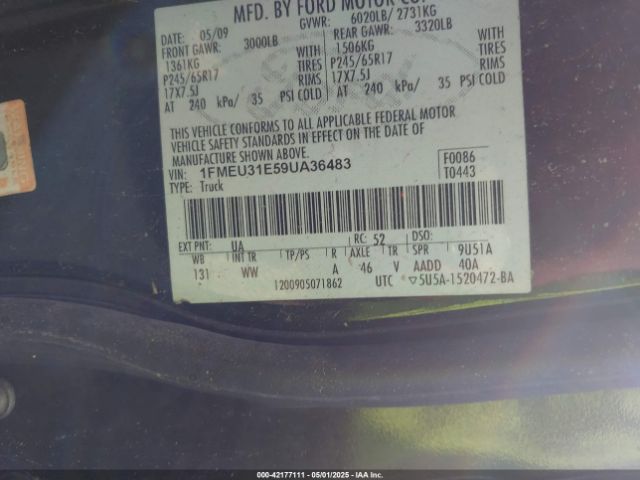 MFD. BY FORD MOTOR CO
DATE: 05/09 GVWR: 6020LB/ 2731KG
FRONT GAWR: 3000LB REAR GAWR: 3320LB
1361KG WITH 1506KG WITH
P245/65R17 TIRES P245/65R17 TIRES
17X7.5J RIMS 17X7.5J RIMS
AT 240 kPa/ 35 PSI COLD AT 240 kPa/ 35 PSI COLD
THIS VEHICLE CONFORMS TO ALL APPLICABLE FEDERAL MOTOR
VEHICLE SAFETY STANDARDS IN EFFECT ON THE DATE OF
MANUFACTURE SHOWN ABOVE.
VIN: 1FMEU31E59UA36483 F0086
TYPE: Truck T0443
EXT PNT: UA RC: 52 DSO:
WB INT TR TP/PS R AXLE TR SPR 9U51A
131 WW A 46 V AADD 40A
1200905071862 UTC ▽5U5A-1520472-BA
000-42177111 - 05/01/2025 - IAAI.COM